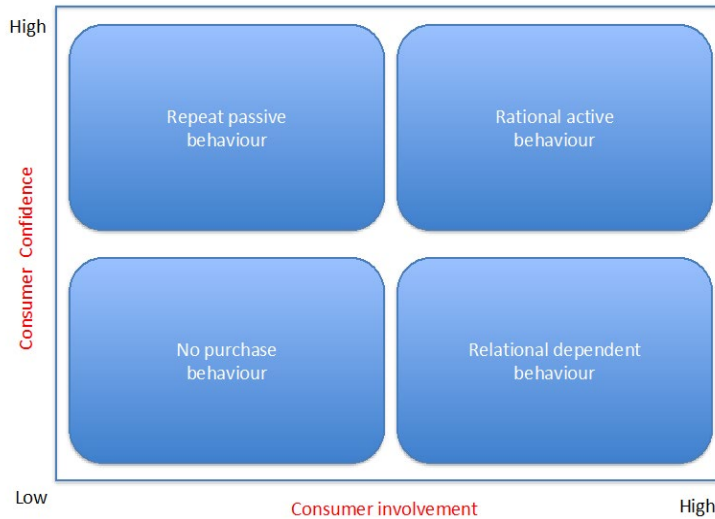 High
Repeat passive
behaviour
Rational active
behaviour
Consumer Confidence
No purchase
behaviour
Relational dependent
behaviour
Low
Consumer involvement
High